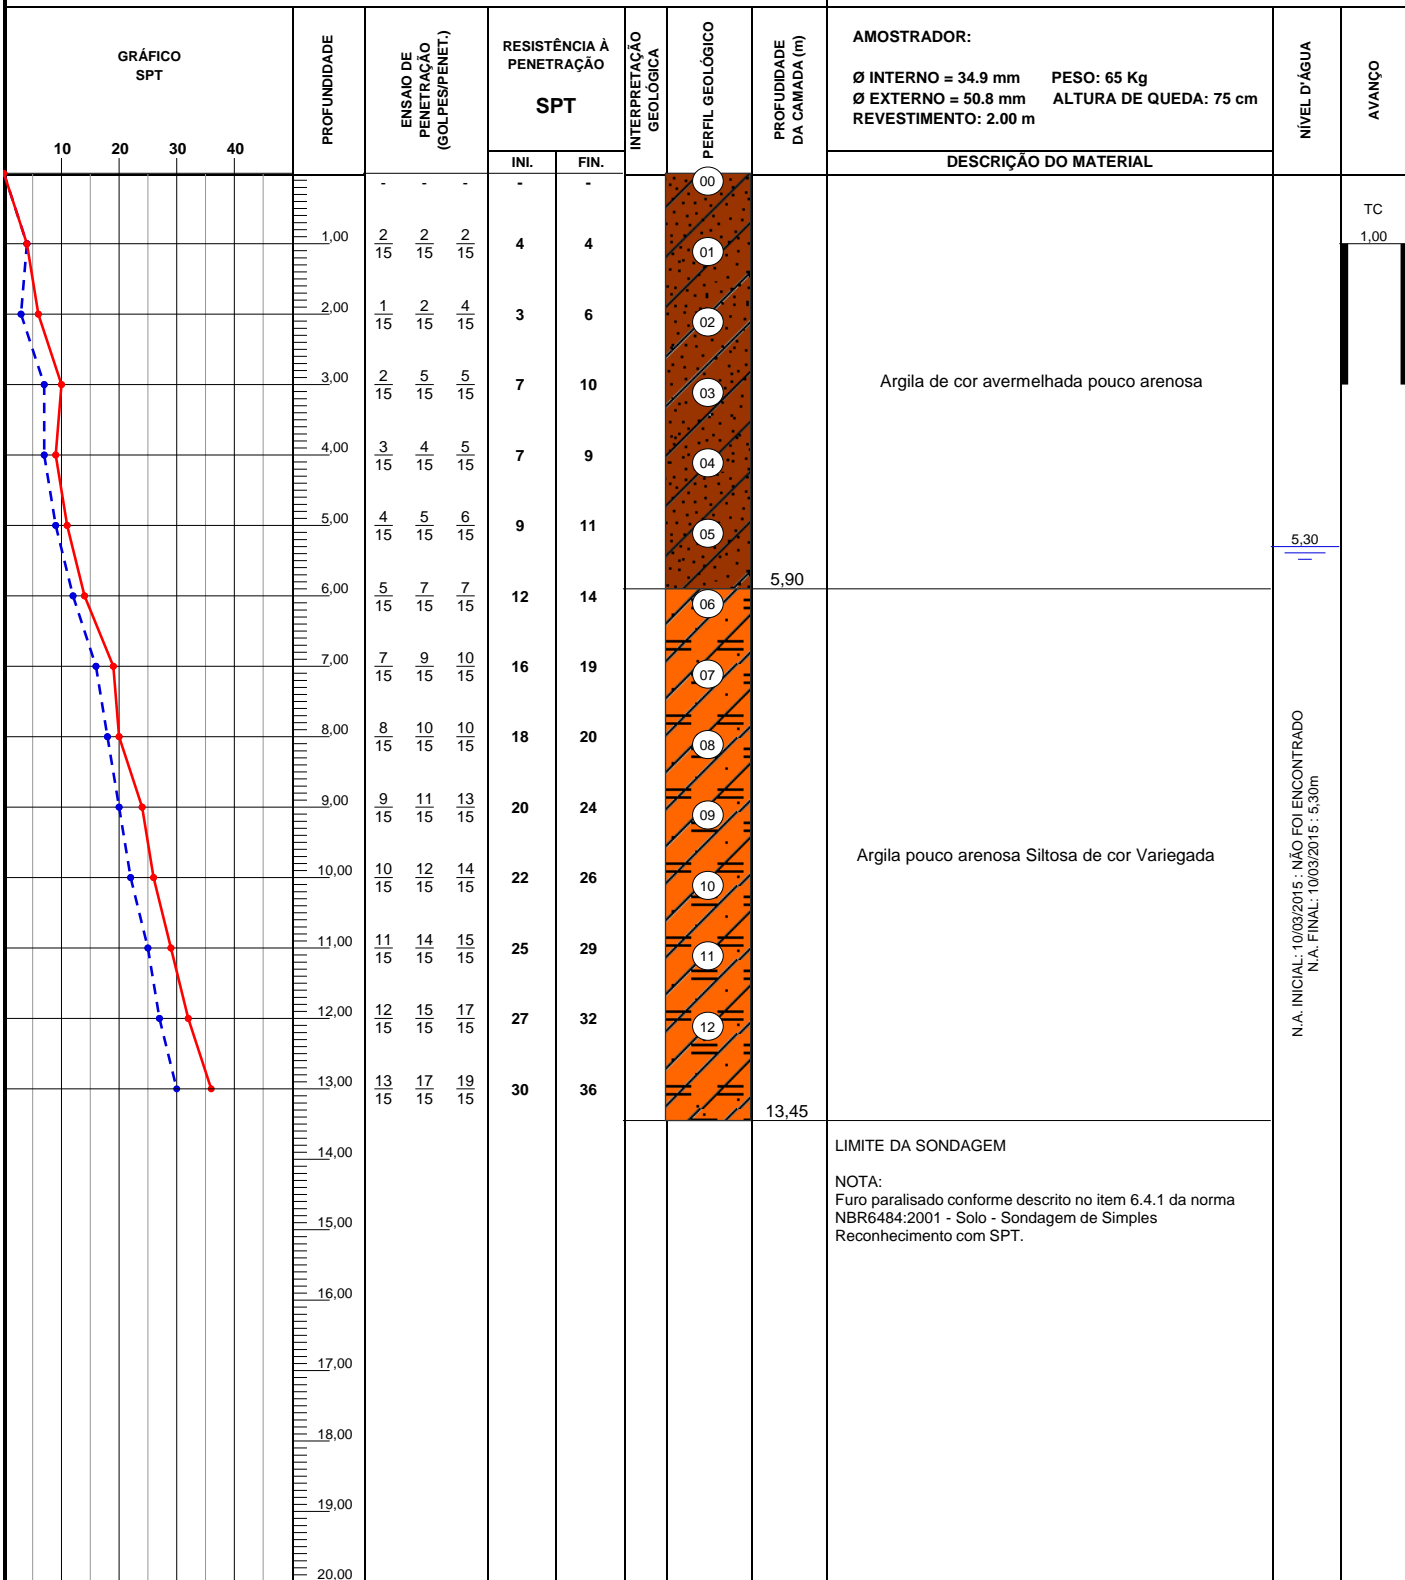 GRÁFICO
SPT
10 20 30 40
PROFUNDIDADE
ENSAIO DE
PENETRAÇÃO
(GOLPES/PENET.)
RESISTÊNCIA À
PENETRAÇÃO
SPT
INI. FIN.
INTERPRETAÇÃO
GEOLÓGICA
PERFIL GEOLÓGICO
PROFUDIDADE
DA CAMADA (m)
AMOSTRADOR:
Ø INTERNO = 34.9 mm PESO: 65 Kg
Ø EXTERNO = 50.8 mm ALTURA DE QUEDA: 75 cm
REVESTIMENTO: 2.00 m
DESCRIÇÃO DO MATERIAL
NÍVEL D'ÁGUA
AVANÇO
- - - - - 00
TC
1,00 2/15 2/15 2/15 4 4 01 1,00
2,00 1/15 2/15 4/15 3 6 02
3,00 2/15 5/15 5/15 7 10 03
Argila de cor avermelhada pouco arenosa
4,00 3/15 4/15 5/15 7 9 04
5,00 4/15 5/15 6/15 9 11 05
5,30
5,90
6,00 5/15 7/15 7/15 12 14 06
7,00 7/15 9/15 10/15 16 19 07
8,00 8/15 10/15 10/15 18 20 08
9,00 9/15 11/15 13/15 20 24 09
Argila pouco arenosa Siltosa de cor Variegada
10,00 10/15 12/15 14/15 22 26 10
11,00 11/15 14/15 15/15 25 29 11
12,00 12/15 15/15 17/15 27 32 12
13,00 13/15 17/15 19/15 30 36
13,45
N.A. INICIAL: 10/03/2015 : NÃO FOI ENCONTRADO
N.A. FINAL: 10/03/2015 : 5,30m
LIMITE DA SONDAGEM
NOTA:
Furo paralisado conforme descrito no item 6.4.1 da norma
NBR6484:2001 - Solo - Sondagem de Simples
Reconhecimento com SPT.
14,00
15,00
16,00
17,00
18,00
19,00
20,00